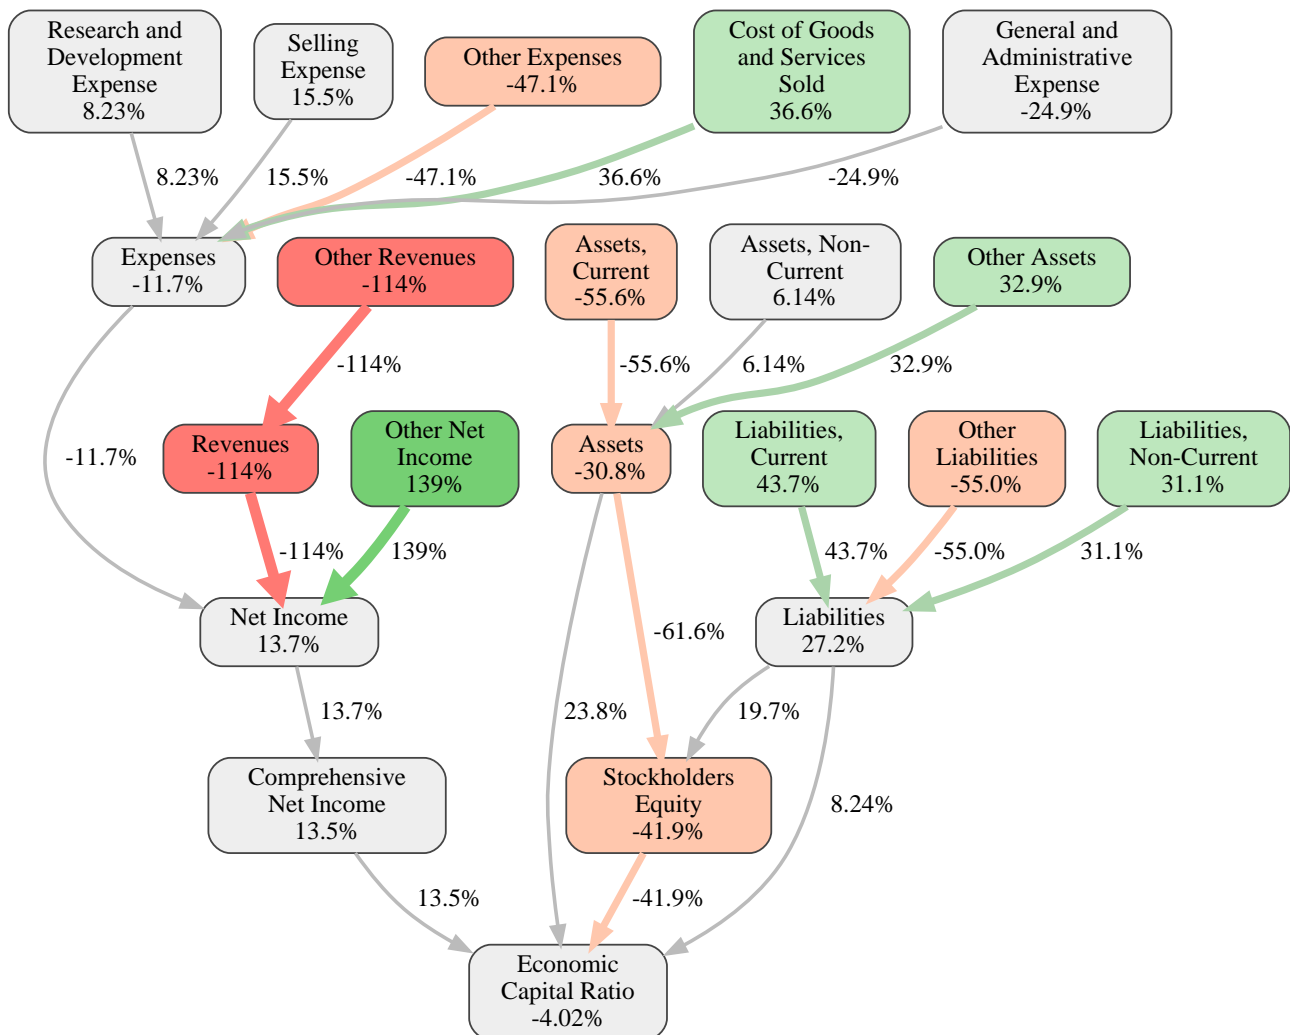 Research and
Development
Expense
8.23%
Selling
Expense
15.5%
Other Expenses
-47.1%
Cost of Goods
and Services
Sold
36.6%
General and
Administrative
Expense
-24.9%
8.23%
15.5%
-47.1%
36.6%
-24.9%
Expenses
-11.7%
Other Revenues
-114%
Assets,
Current
-55.6%
Assets, Non-
Current
6.14%
Other Assets
32.9%
-114%
-55.6%
6.14%
32.9%
-11.7%
Revenues
-114%
Other Net
Income
139%
Assets
-30.8%
Liabilities,
Current
43.7%
Other
Liabilities
-55.0%
Liabilities,
Non-Current
31.1%
-114%
139%
43.7%
-55.0%
31.1%
Net Income
13.7%
-61.6%
Liabilities
27.2%
13.7%
23.8%
19.7%
Comprehensive
Net Income
13.5%
Stockholders
Equity
-41.9%
8.24%
13.5%
-41.9%
Economic
Capital Ratio
-4.02%